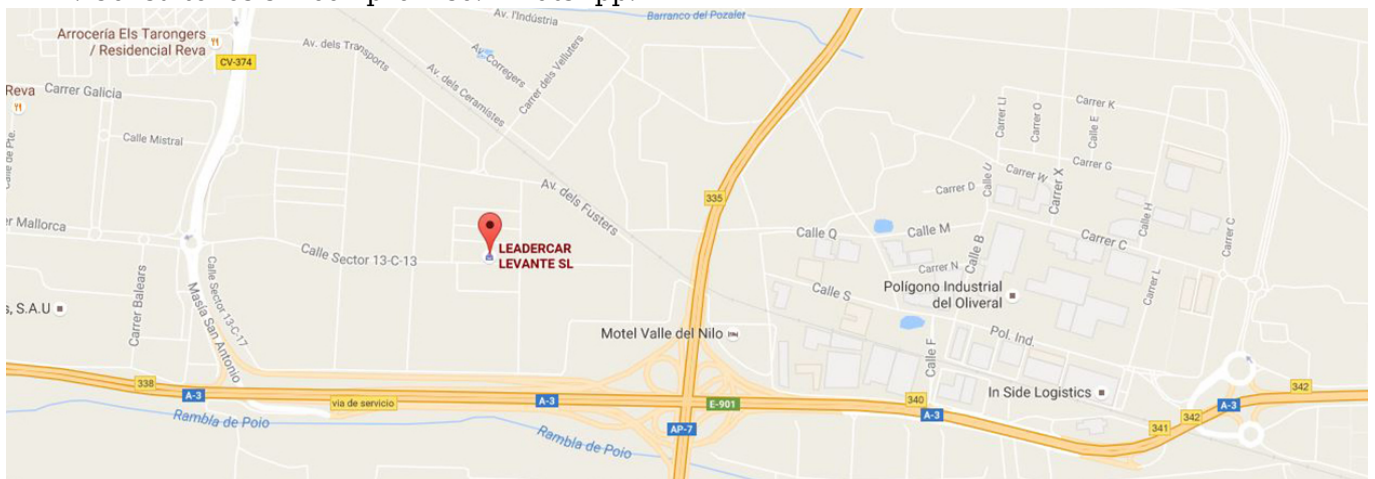 Arrocería Els Tarongers
/ Residencial Reva
CV-374
Av. dels Transports
Av. l'Indústria
Barranco del Pozalet
Av. Corregers
Carrer dels Velluters
Av. dels Ceramistes
Reva
Carrer Galicia
Calle Mistral
Av. dels Fusters
335
Carrer LI
Carrer O
Calle E
Carrer K
Carrer G
Calle U
Carrer W
Carrer X
Carrer D
Calle H
Carrer C
Mallorca
Calle Sector 13-C-13
LEADERCAR
LEVANTE SL
Calle Q
Calle M
Calle B
Carrer C
Carrer N
Carrer L
Polígono Industrial
del Oliveral
Calle S
Pol. Ind.
Calle F
Carrer Balears
Calle Sector 13-C-17
Masía San Antonio
S.A.U
Motel Valle del Nilo
In Side Logistics
338
A-3
via de servicio
A-3
E-901
340
A-3
341
342
A-3
342
AP-7
Rambla de Poio
Rambla de Poio